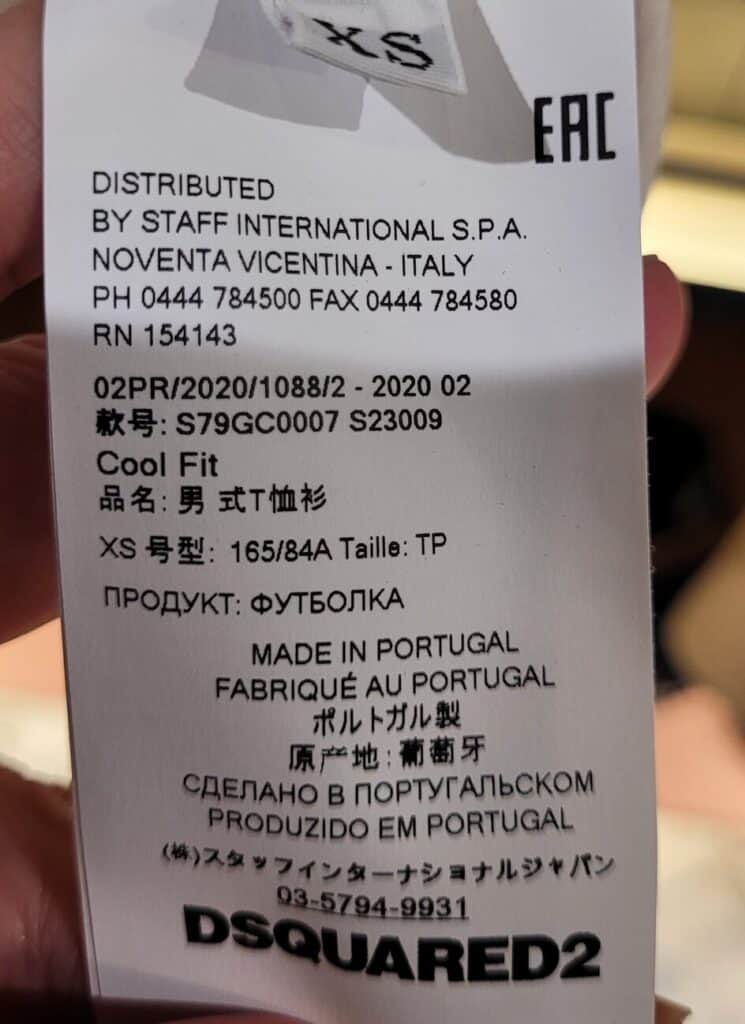 XS
EAC
DISTRIBUTED
BY STAFF INTERNATIONAL S.P.A.
NOVENTA VICENTINA - ITALY
PH 0444 784500 FAX 0444 784580
RN 154143
02PR/2020/1088/2 - 2020 02
款号: S79GC0007 S23009
Cool Fit
品名: 男 式T恤衫
XS 号型: 165/84A Taille: TP
ПРОДУКТ: ФУТБОЛКА
MADE IN PORTUGAL
FABRIQUÉ AU PORTUGAL
ポルトガル製
原产地: 葡萄牙
СДЕЛАНО В ПОРТУГАЛЬСКОМ
PRODUZIDO EM PORTUGAL
(株)スタッフインターナショナルジャパン
03-5794-9931
DSQUARED2